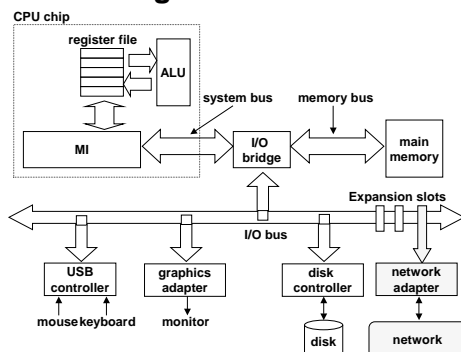 CPU chip
register file
ALU
system bus
memory bus
MI
I/O
bridge
main
memory
Expansion slots
I/O bus
USB
controller
graphics
adapter
disk
controller
network
adapter
mouse keyboard
monitor
disk
network